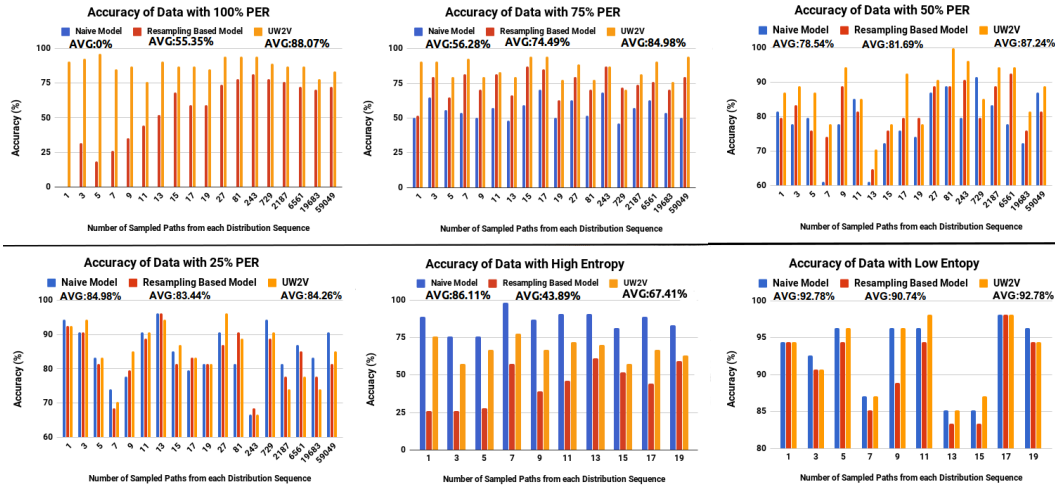 Accuracy of Data with 100% PER
Naive Model Resampling Based Model UW2V
AVG:0% AVG:55.35% AVG:88.07%
Accuracy (%)
100
75
50
25
0
1 3 5 7 9 11 13 15 17 19 27 81 243 729 2187 6561 19683 59049
Number of Sampled Paths from each Distribution Sequence
Accuracy of Data with 75% PER
Naive Model Resampling Based Model UW2V
AVG:56.28% AVG:74.49% AVG:84.98%
Accuracy (%)
100
75
50
25
0
1 3 5 7 9 11 13 15 17 19 27 81 243 729 2187 6561 19683 59049
Number of Sampled Paths from each Distribution Sequence
Accuracy of Data with 50% PER
Naive Model Resampling Based Model UW2V
AVG:78.54% AVG:81.69% AVG:87.24%
Accuracy (%)
100
90
80
70
60
1 3 5 7 9 11 13 15 17 19 27 81 243 729 2187 6561 19683 59049
Number of Sampled Paths from each Distribution Sequence
Accuracy of Data with 25% PER
Naive Model Resampling Based Model UW2V
AVG:84.98% AVG:83.44% AVG:84.26%
Accuracy (%)
100
90
80
70
60
1 3 5 7 9 11 13 15 17 19 27 81 243 729 2187 6561 19683 59049
Number of Sampled Paths from each Distribution Sequence
Accuracy of Data with High Entropy
Naive Model Resampling Based Model UW2V
AVG:86.11% AVG:43.89% AVG:67.41%
Accuracy (%)
100
75
50
25
0
1 3 5 7 9 11 13 15 17 19
Number of Sampled Paths from each Distribution Sequence
Accuracy of Data with Low Entopy
Naive Model Resampling Based Model UW2V
AVG:92.78% AVG:90.74% AVG:92.78%
Accuracy (%)
100
95
90
85
80
1 3 5 7 9 11 13 15 17 19
Number of Sampled Paths from each Distribution Sequence